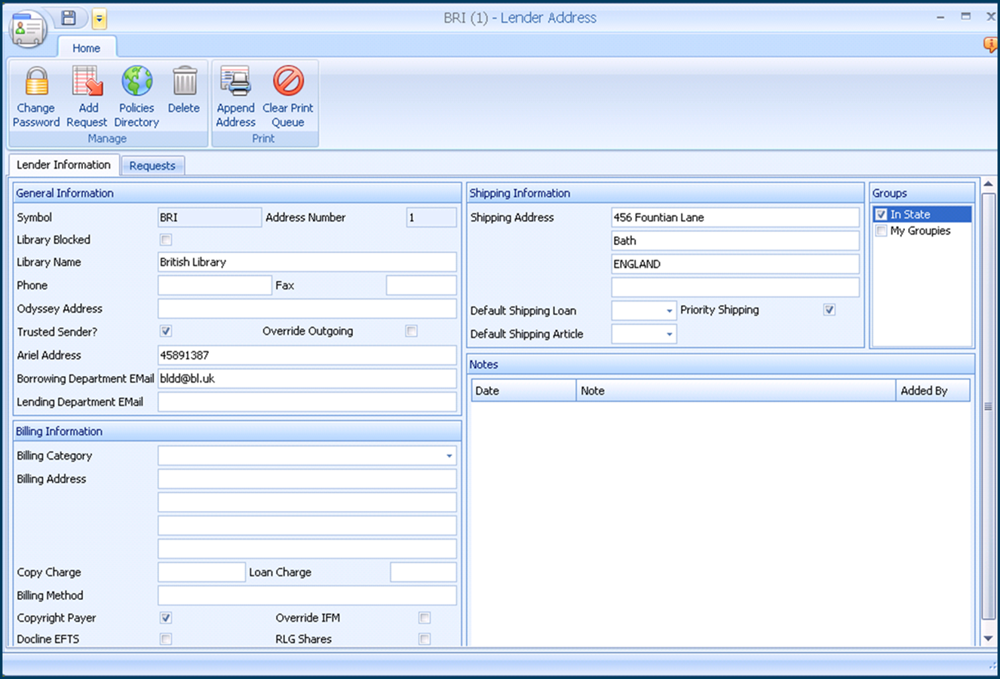 BRI (1) - Lender Address
Home
Change Password
Add Request
Policies Directory
Delete
Append Address
Clear Print Queue
Manage
Print
Lender Information
Requests
General Information
Symbol BRI Address Number 1
Library Blocked
Library Name British Library
Phone Fax
Odyssey Address
Trusted Sender? Override Outgoing
Ariel Address 45891387
Borrowing Department EMail bldd@bl.uk
Lending Department EMail
Billing Information
Billing Category
Billing Address
Copy Charge Loan Charge
Billing Method
Copyright Payer Override IFM
Docline EFTS RLG Shares
Shipping Information
Shipping Address 456 Fountian Lane
Bath
ENGLAND
Default Shipping Loan Priority Shipping
Default Shipping Article
Groups
In State
My Groupies
Notes
Date Note Added By